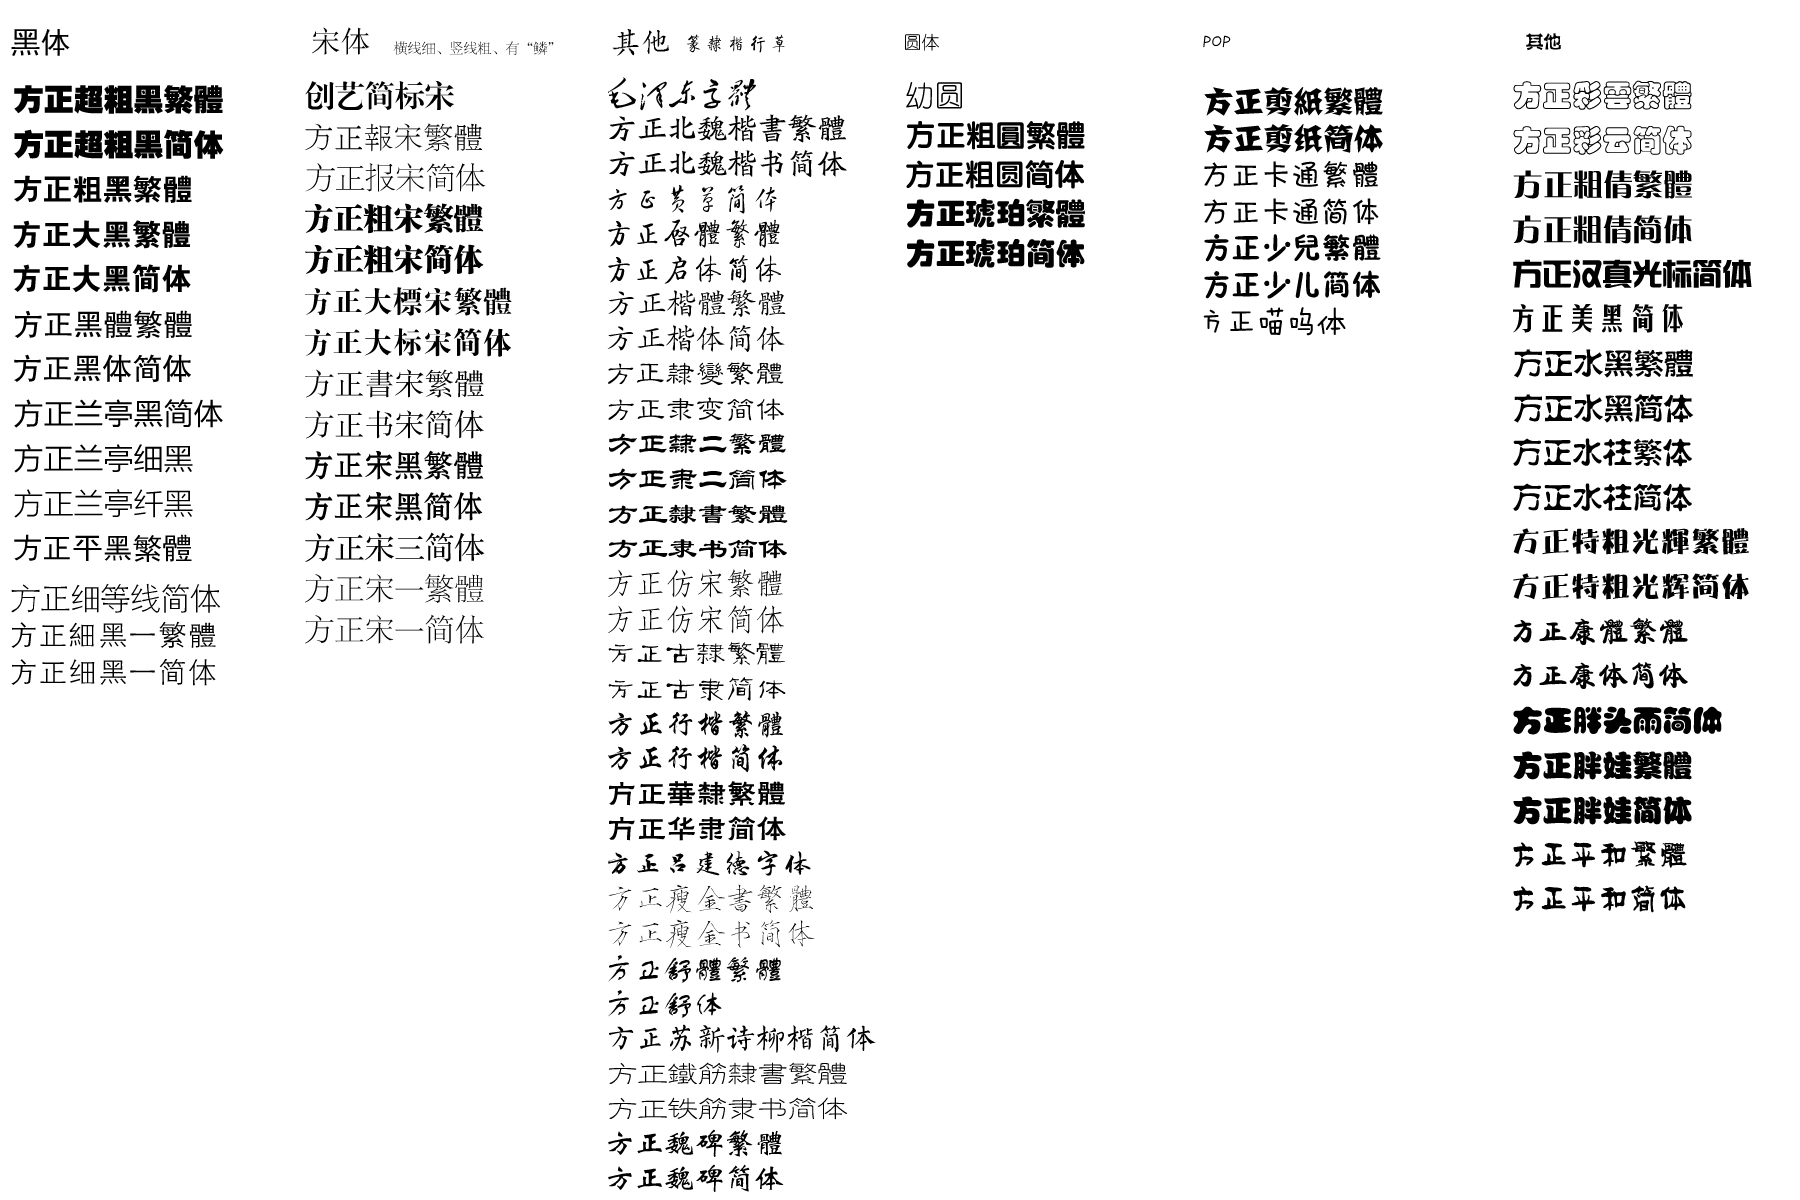 黑体
方正超粗黑繁體
方正超粗黑简体
方正粗黑繁體
方正大黑繁體
方正大黑简体
方正黑體繁體
方正黑体简体
方正兰亭黑简体
方正兰亭细黑
方正兰亭纤黑
方正平黑繁體
方正细等线简体
方正細黑一繁體
方正细黑一简体
宋体 横线细、竖线粗、有“鳞”
创艺简标宋
方正報宋繁體
方正报宋简体
方正粗宋繁體
方正粗宋简体
方正大標宋繁體
方正大标宋简体
方正書宋繁體
方正书宋简体
方正宋黑繁體
方正宋黑简体
方正宋三简体
方正宋一繁體
方正宋一简体
其他 篆隸楷行草
毛泽东字體
方正北魏楷書繁體
方正北魏楷书简体
方正黄草简体
方正啓體繁體
方正启体简体
方正楷體繁體
方正楷体简体
方正隸變繁體
方正隶变简体
方正隸二繁體
方正隶二简体
方正隸書繁體
方正隶书简体
方正仿宋繁體
方正仿宋简体
方正古隸繁體
方正古隶简体
方正行楷繁體
方正行楷简体
方正華隸繁體
方正华隶简体
方正吕建德字体
方正瘦金書繁體
方正瘦金书简体
方正舒體繁體
方正舒体
方正苏新诗柳楷简体
方正鐵筋隸書繁體
方正铁筋隶书简体
方正魏碑繁體
方正魏碑简体
圆体
幼圆
方正粗圓繁體
方正粗圆简体
方正琥珀繁體
方正琥珀简体
POP
方正剪紙繁體
方正剪纸简体
方正卡通繁體
方正卡通简体
方正少兒繁體
方正少儿简体
方正喵呜体
其他
方正彩雲繁體
方正彩云简体
方正粗倩繁體
方正粗倩简体
方正汉真光标简体
方正美黑简体
方正水黑繁體
方正水黑简体
方正水柱繁体
方正水柱简体
方正特粗光輝繁體
方正特粗光辉简体
方正康體繁體
方正康体简体
方正胖头雨简体
方正胖娃繁體
方正胖娃简体
方正平和繁體
方正平和简体